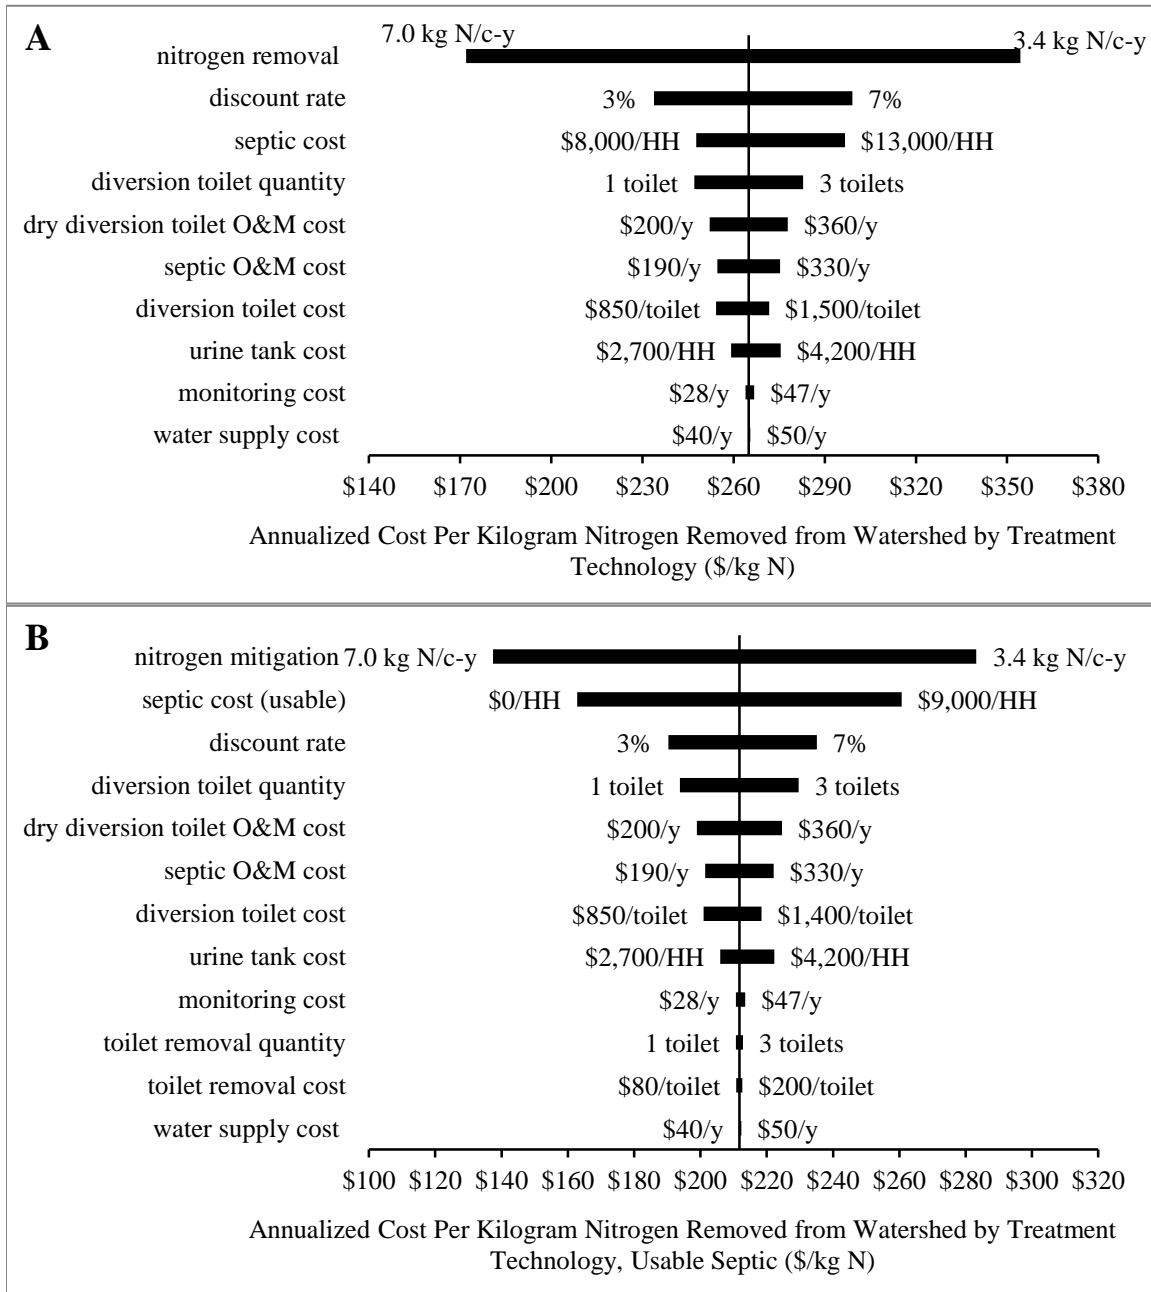 A
7.0 kg N/c-y
3.4 kg N/c-y
nitrogen removal
discount rate 3% 7%
septic cost $8,000/HH $13,000/HH
diversion toilet quantity 1 toilet 3 toilets
dry diversion toilet O&M cost $200/y $360/y
septic O&M cost $190/y $330/y
diversion toilet cost $850/toilet $1,500/toilet
urine tank cost $2,700/HH $4,200/HH
monitoring cost $28/y $47/y
water supply cost $40/y $50/y
$140 $170 $200 $230 $260 $290 $320 $350 $380
Annualized Cost Per Kilogram Nitrogen Removed from Watershed by Treatment
Technology ($/kg N)
B
nitrogen mitigation 7.0 kg N/c-y 3.4 kg N/c-y
septic cost (usable) $0/HH $9,000/HH
discount rate 3% 7%
diversion toilet quantity 1 toilet 3 toilets
dry diversion toilet O&M cost $200/y $360/y
septic O&M cost $190/y $330/y
diversion toilet cost $850/toilet $1,400/toilet
urine tank cost $2,700/HH $4,200/HH
monitoring cost $28/y $47/y
toilet removal quantity 1 toilet 3 toilets
toilet removal cost $80/toilet $200/toilet
water supply cost $40/y $50/y
$100 $120 $140 $160 $180 $200 $220 $240 $260 $280 $300 $320
Annualized Cost Per Kilogram Nitrogen Removed from Watershed by Treatment
Technology, Usable Septic ($/kg N)